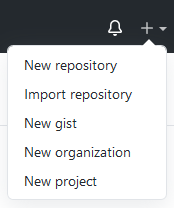 New repository
Import repository
New gist
New organization
New project